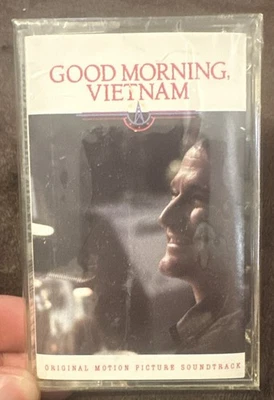 GOOD MORNING,
VIETNAM
ORIGINAL MOTION PICTURE SOUNDTRACK